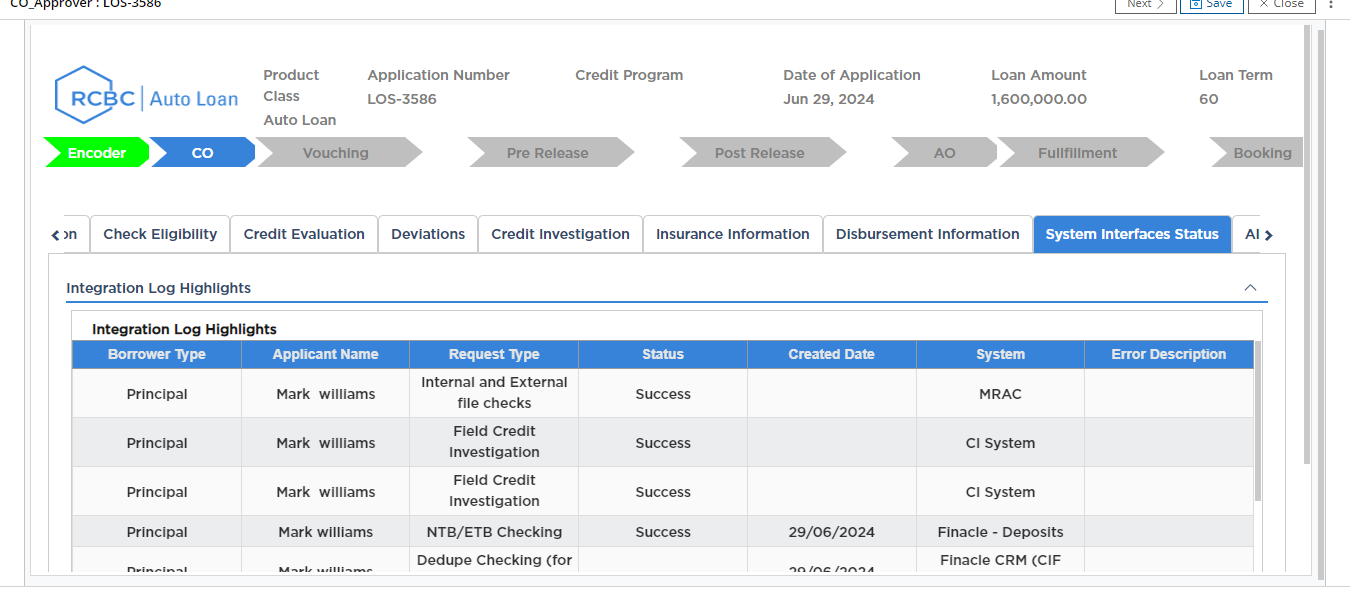 CO_Approver : LOS-3586
Next
Save
Close
RCBC Auto Loan
Product Class
Auto Loan
Application Number
LOS-3586
Credit Program
Date of Application
Jun 29, 2024
Loan Amount
1,600,000.00
Loan Term
60
Encoder
CO
Vouching
Pre Release
Post Release
AO
Fullfillment
Booking
on
Check Eligibility
Credit Evaluation
Deviations
Credit Investigation
Insurance Information
Disbursement Information
System Interfaces Status
Al
Integration Log Highlights
Integration Log Highlights
Borrower Type Applicant Name Request Type Status Created Date System Error Description
Principal Mark williams Internal and External file checks Success MRAC
Principal Mark williams Field Credit Investigation Success CI System
Principal Mark williams Field Credit Investigation Success CI System
Principal Mark williams NTB/ETB Checking Success 29/06/2024 Finacle - Deposits
Principal Mark williams Dedupe Checking (for 29/06/2024 Finacle CRM (CIF